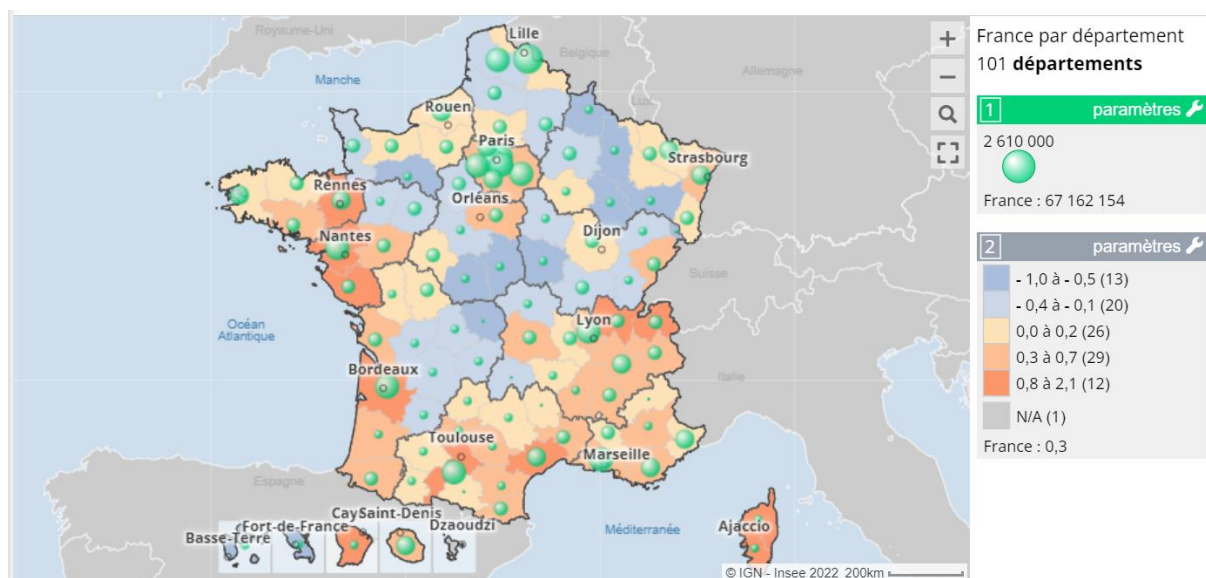 Royaume-Uni
Lille
Belgique
Allemagne
Manche
Lux.
Rouen
Paris
Strasbourg
Rennes
Orléans
Nantes
Dijon
Suisse
Océan
Atlantique
Lyon
Bordeaux
Italie
Toulouse
Marseille
Espagne
Fort-de-France
CaySaint-Denis
Dzaoudzi
Basse-Terre
Méditerranée
Ajaccio
© IGN - Insee 2022 200km
France par département
101 départements
1 paramètres
2 610 000
France : 67 162 154
2 paramètres
- 1,0 à - 0,5 (13)
- 0,4 à - 0,1 (20)
0,0 à 0,2 (26)
0,3 à 0,7 (29)
0,8 à 2,1 (12)
N/A (1)
France : 0,3